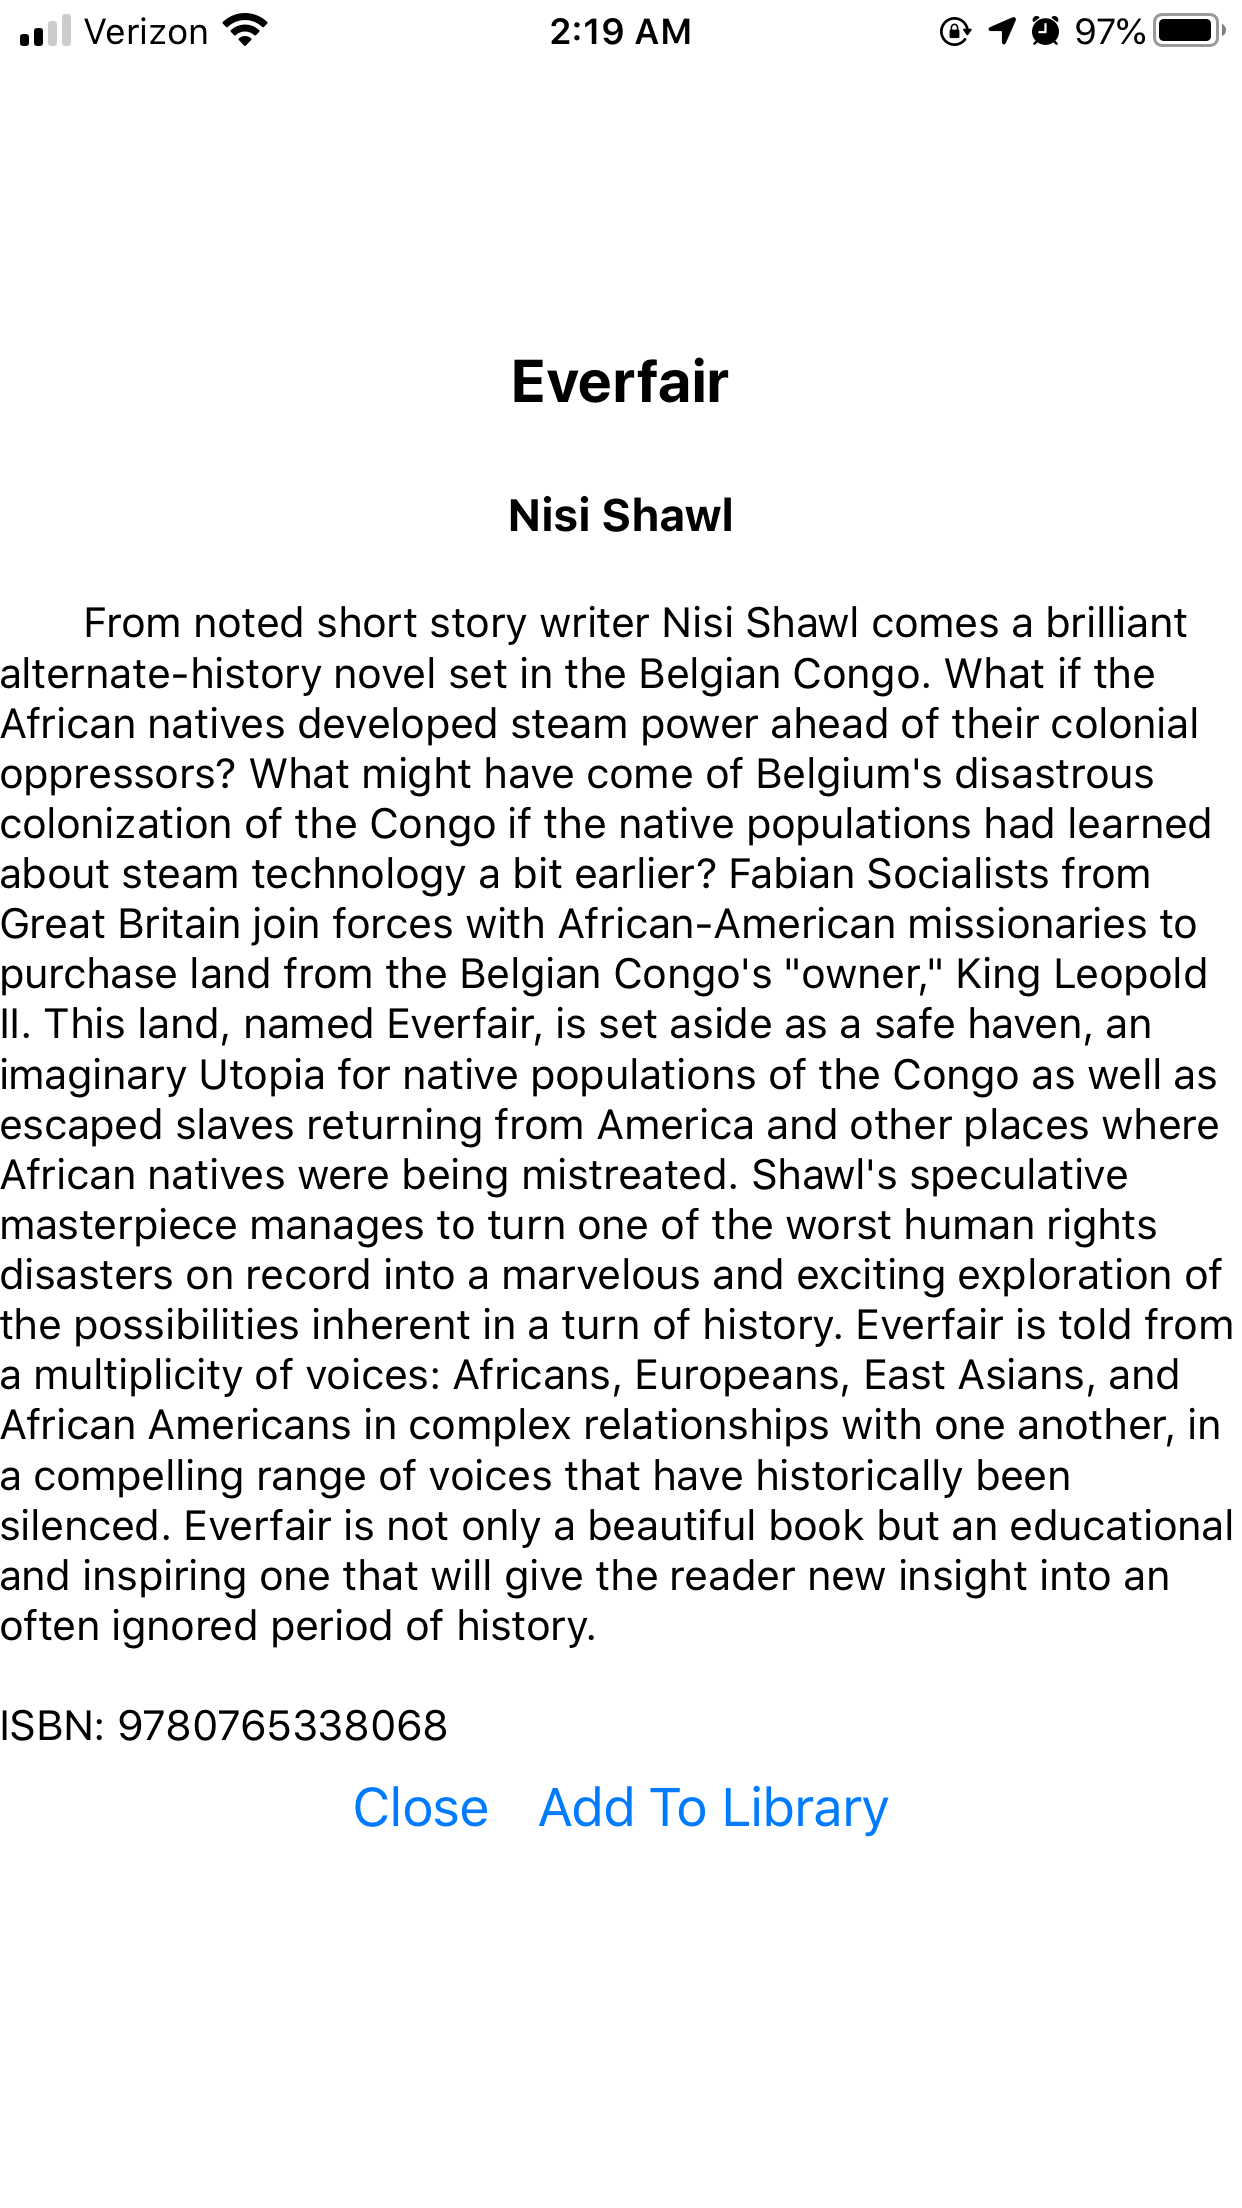 Verizon 2:19 AM 97%
Everfair
Nisi Shawl
From noted short story writer Nisi Shawl comes a brilliant
alternate-history novel set in the Belgian Congo. What if the
African natives developed steam power ahead of their colonial
oppressors? What might have come of Belgium's disastrous
colonization of the Congo if the native populations had learned
about steam technology a bit earlier? Fabian Socialists from
Great Britain join forces with African-American missionaries to
purchase land from the Belgian Congo's "owner," King Leopold
II. This land, named Everfair, is set aside as a safe haven, an
imaginary Utopia for native populations of the Congo as well as
escaped slaves returning from America and other places where
African natives were being mistreated. Shawl's speculative
masterpiece manages to turn one of the worst human rights
disasters on record into a marvelous and exciting exploration of
the possibilities inherent in a turn of history. Everfair is told from
a multiplicity of voices: Africans, Europeans, East Asians, and
African Americans in complex relationships with one another, in
a compelling range of voices that have historically been
silenced. Everfair is not only a beautiful book but an educational
and inspiring one that will give the reader new insight into an
often ignored period of history.
ISBN: 9780765338068
Close Add To Library